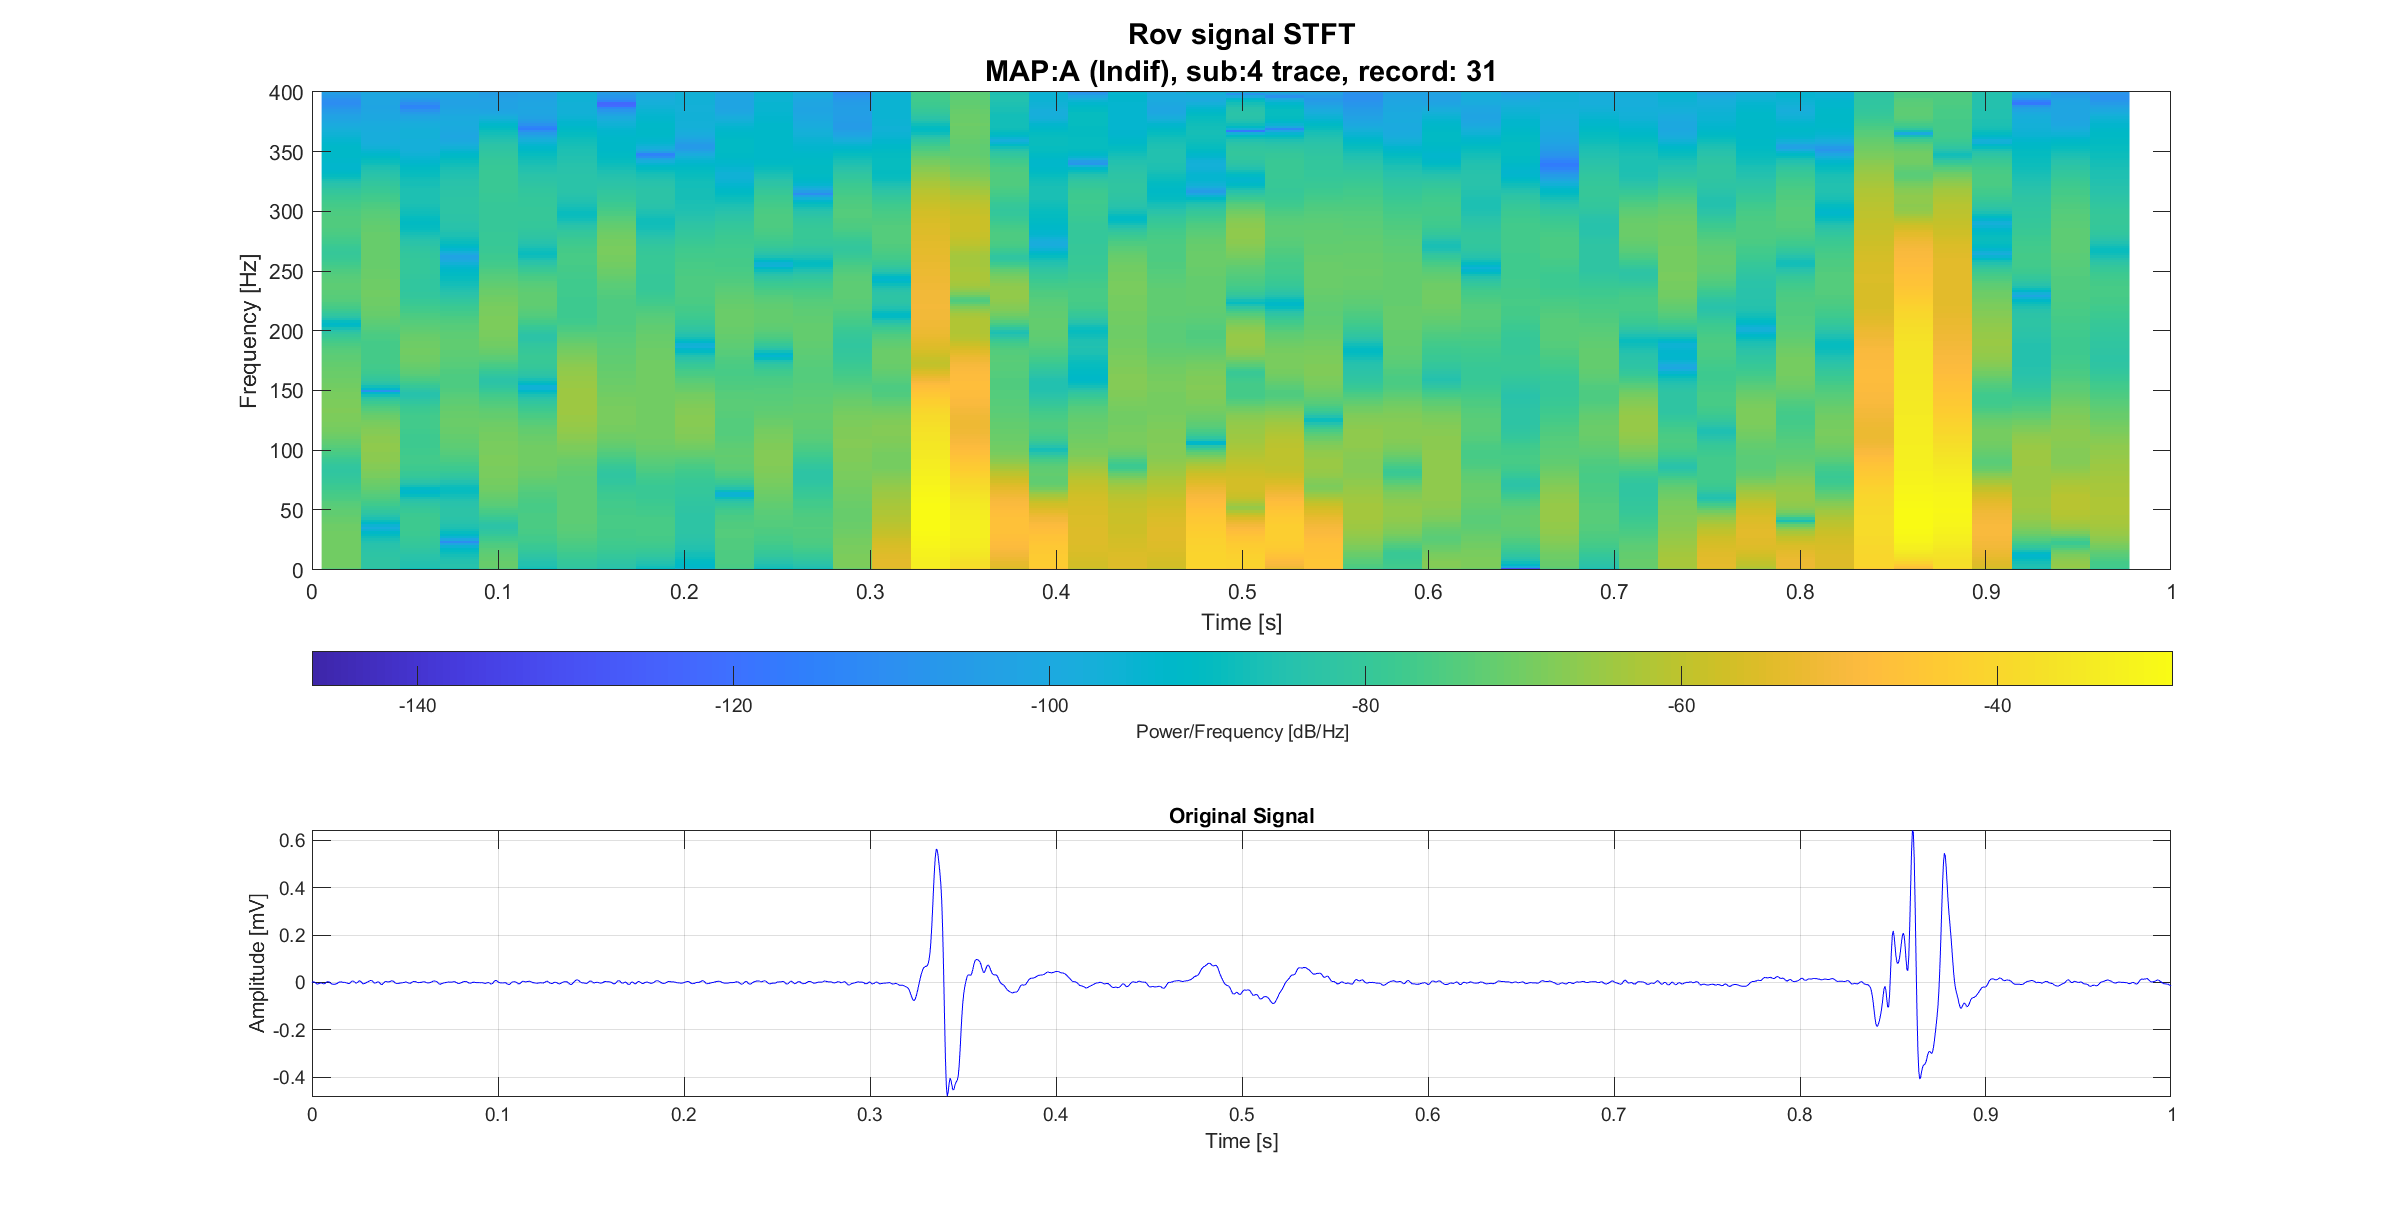 Rov signal STFT
MAP:A (Indif), sub:4 trace, record: 31
400
350
300
250
200
150
100
50
0
Frequency [Hz]
0 0.1 0.2 0.3 0.4 0.5 0.6 0.7 0.8 0.9 1
Time [s]
-140 -120 -100 -80 -60 -40
Power/Frequency [dB/Hz]
Original Signal
0.6
0.4
0.2
0
-0.2
-0.4
Amplitude [mV]
0 0.1 0.2 0.3 0.4 0.5 0.6 0.7 0.8 0.9 1
Time [s]